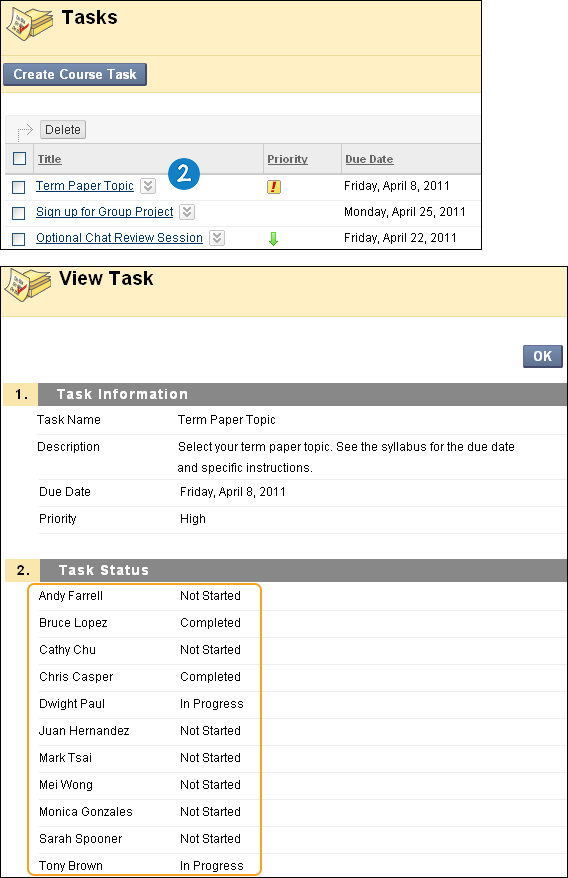 Tasks
Create Course Task
Delete
Title Priority Due Date
2
Term Paper Topic ! Friday, April 8, 2011
Sign up for Group Project Monday, April 25, 2011
Optional Chat Review Session Friday, April 22, 2011
View Task
OK
1. Task Information
Task Name Term Paper Topic
Description Select your term paper topic. See the syllabus for the due date
and specific instructions.
Due Date Friday, April 8, 2011
Priority High
2. Task Status
Andy Farrell Not Started
Bruce Lopez Completed
Cathy Chu Not Started
Chris Casper Completed
Dwight Paul In Progress
Juan Hernandez Not Started
Mark Tsai Not Started
Mei Wong Not Started
Monica Gonzales Not Started
Sarah Spooner Not Started
Tony Brown In Progress